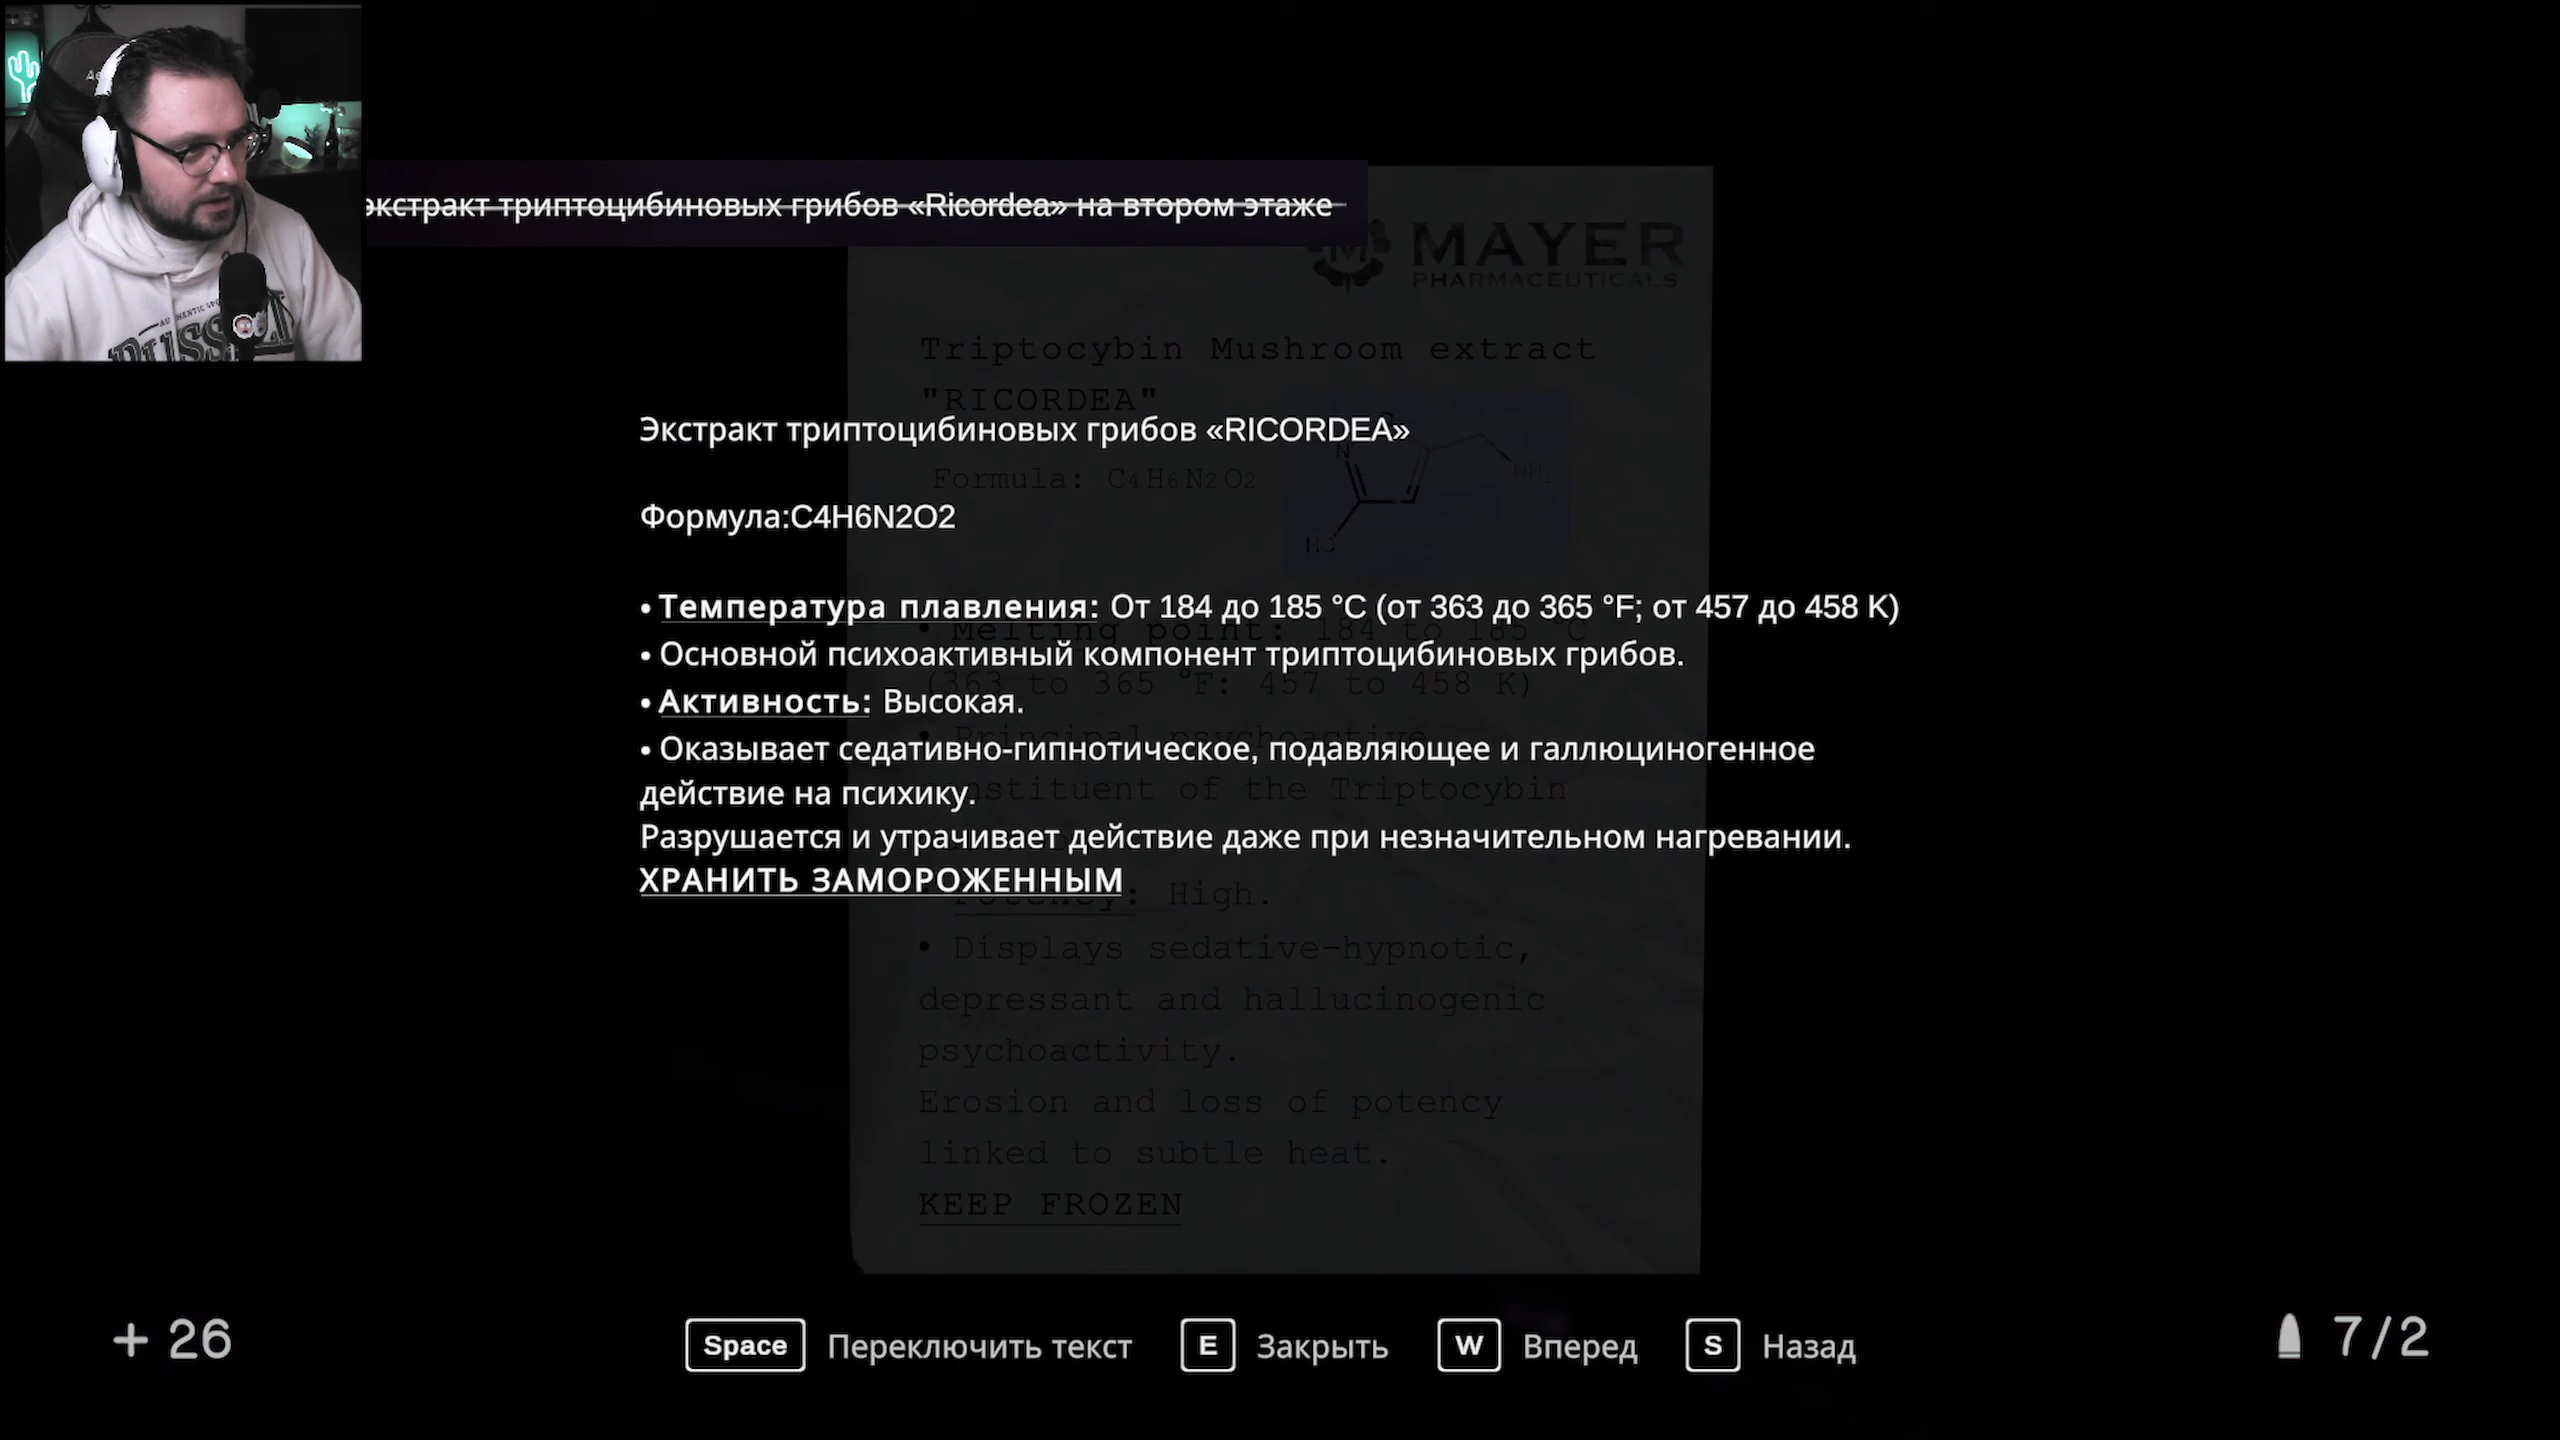 экстракт триптоцибиновых грибов «Ricordea» на втором этаже
MAYER
PHARMACEUTICALS
Triptocybin Mushroom extract
"RICORDEA"
Экстракт триптоцибиновых грибов «RICORDEA»
Formula: C4H6N2O2
N
NH2
HO
Формула:C4H6N2O2
• Температура плавления: От 184 до 185 °C (от 363 до 365 °F; от 457 до 458 K)
• Melting point: 184 to 185 °C
• Основной психоактивный компонент триптоцибиновых грибов.
(363 to 365 °F: 457 to 458 K)
• Активность: Высокая.
• Principal psychoactive
• Оказывает седативно-гипнотическое, подавляющее и галлюциногенное
действие на психику.
of the Triptocybin
Разрушается и утрачивает действие даже при незначительном нагревании.
ХРАНИТЬ ЗАМОРОЖЕННЫМ
Potency: High.
• Displays sedative-hypnotic,
depressant and hallucinogenic
psychoactivity.
Erosion and loss of potency
linked to subtle heat.
KEEP FROZEN
+ 26
Space Переключить текст E Закрыть W Вперед S Назад
7/2